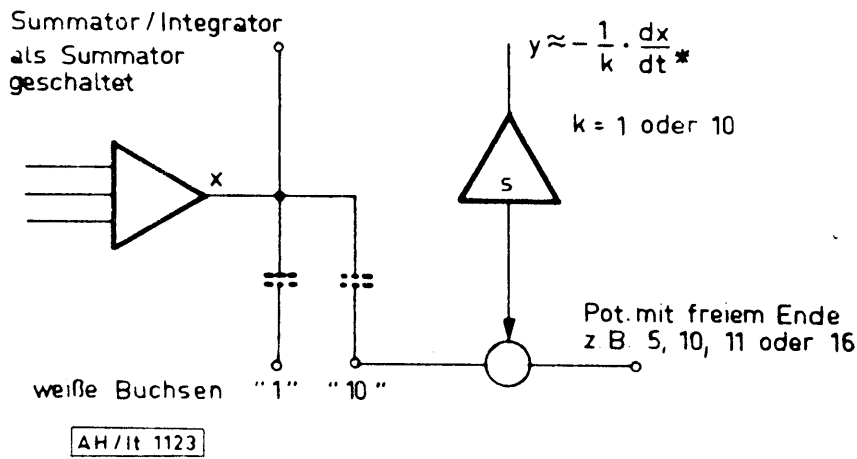 Summator/Integrator
als Summator
geschaltet
y ≈ - 1/k · dx/dt *
k = 1 oder 10
x
s
Pot. mit freiem Ende
z.B. 5, 10, 11 oder 16
weiße Buchsen "1" "10"
AH/It 1123